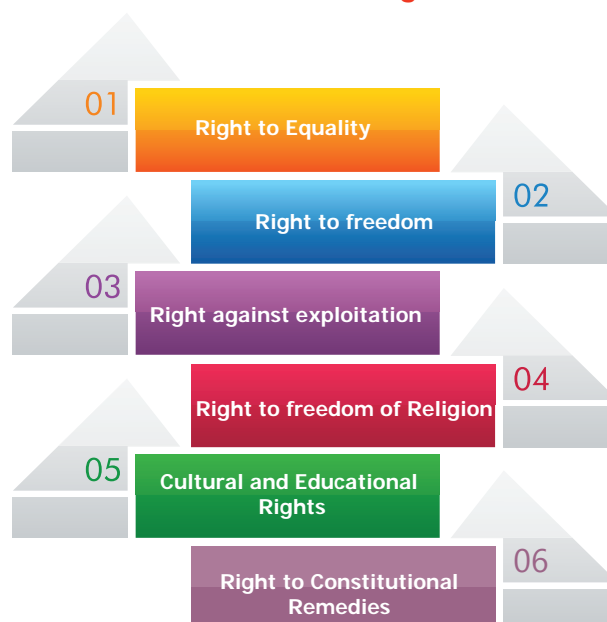 01
Right to Equality
02
Right to freedom
03
Right against exploitation
04
Right to freedom of Religion
05
Cultural and Educational
Rights
06
Right to Constitutional
Remedies